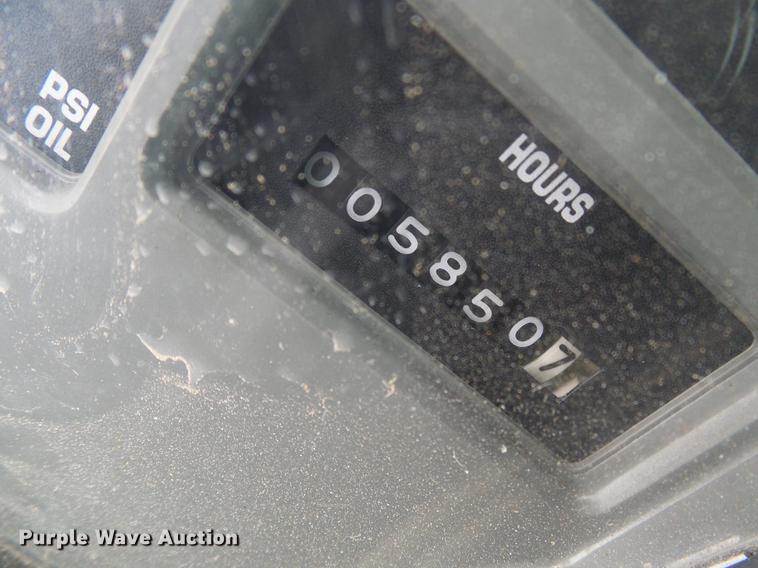 PSI
OIL
HOURS
0058507
Purple Wave Auction